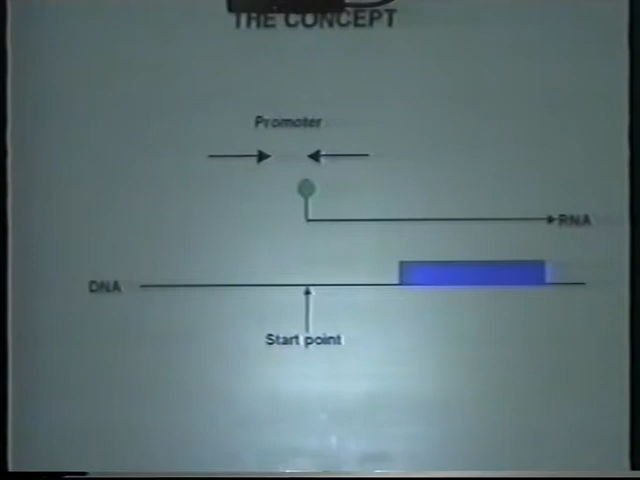 THE CONCEPT
Promoter
RNA
DNA
Start point